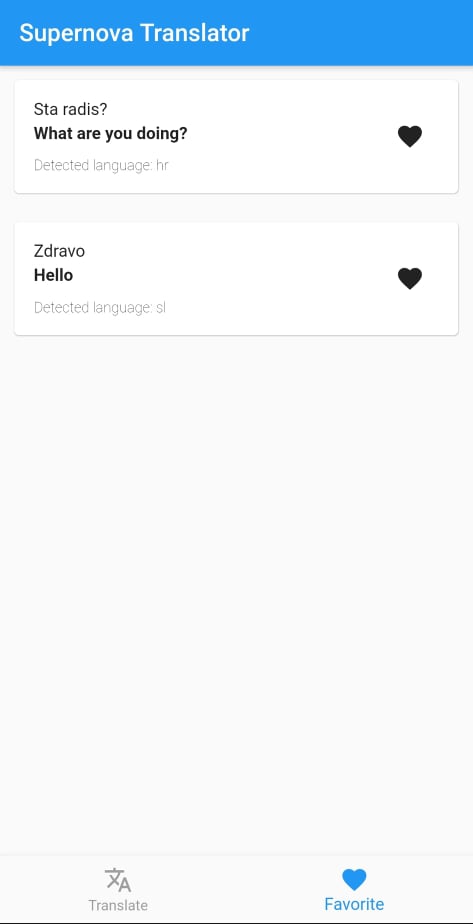 Supernova Translator
Sta radis?
What are you doing?
Detected language: hr
Zdravo
Hello
Detected language: sl
Translate
Favorite